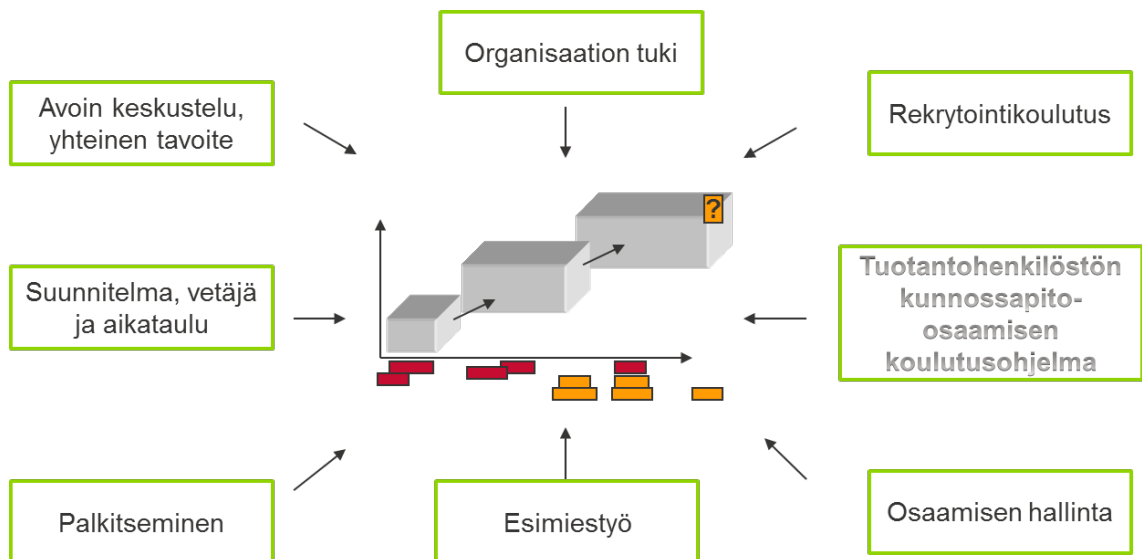 Organisaation tuki
Avoin keskustelu,
yhteinen tavoite
Rekrytointikoulutus
?
Suunnitelma, vetäjä
ja aikataulu
Tuotantohenkilöstön
kunnossapito-
osaamisen
koulutusohjelma
Palkitseminen
Esimiestyö
Osaamisen hallinta